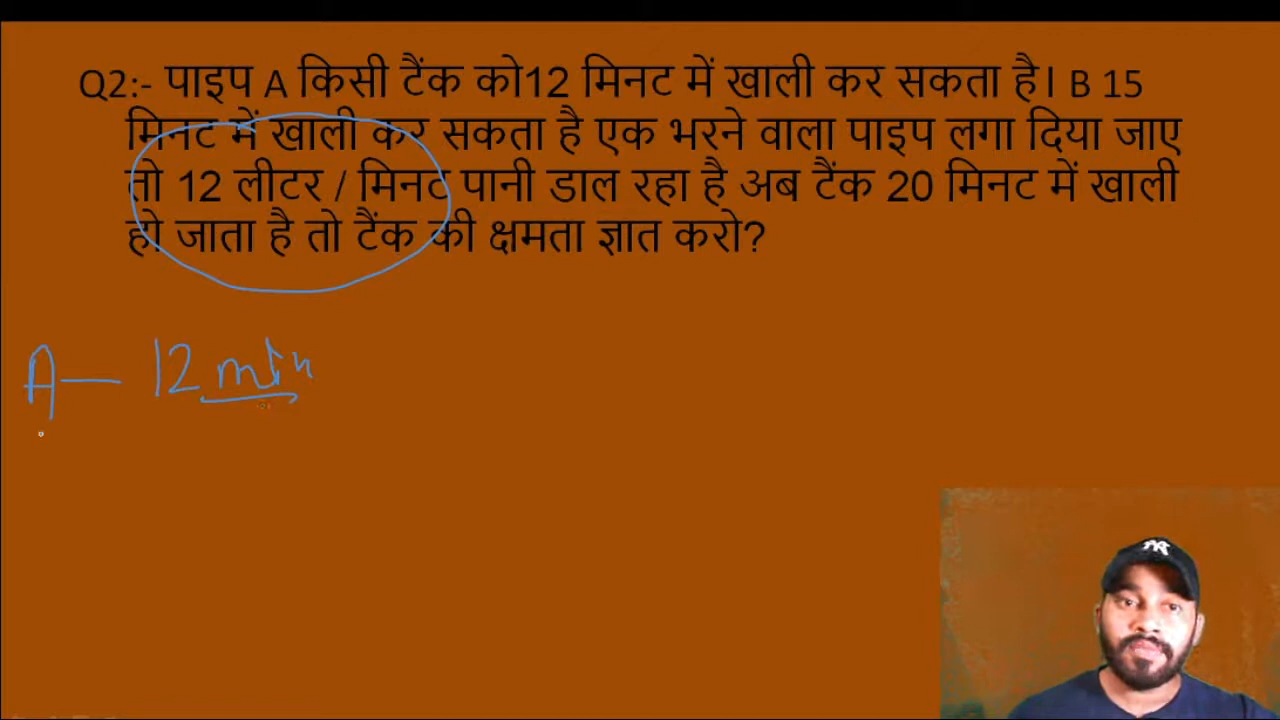 Q2:- पाइप A किसी टैंक को12 मिनट में खाली कर सकता है। B 15
मिनट में खाली कर सकता है एक भरने वाला पाइप लगा दिया जाए
तो 12 लीटर / मिनट पानी डाल रहा है अब टैंक 20 मिनट में खाली
हो जाता है तो टैंक की क्षमता ज्ञात करो?
A — 12 min